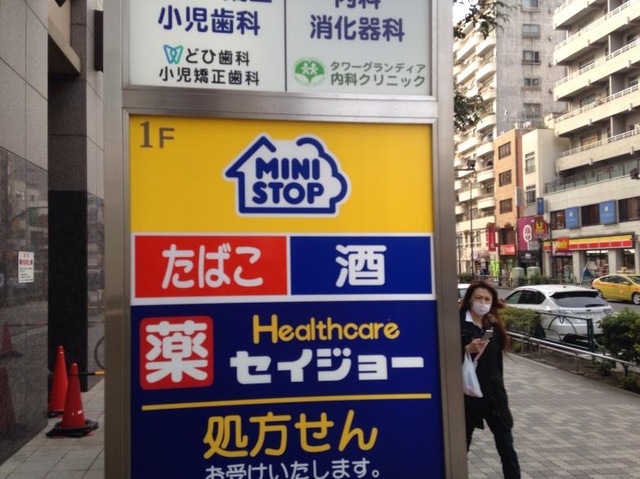 小児歯科
どひ歯科
小児矯正歯科
内科
消化器科
タワーグランディア
内科クリニック
1F
MINI
STOP
たばこ
酒
薬
Healthcare
セイジョー
処方せん
お受けいたします。